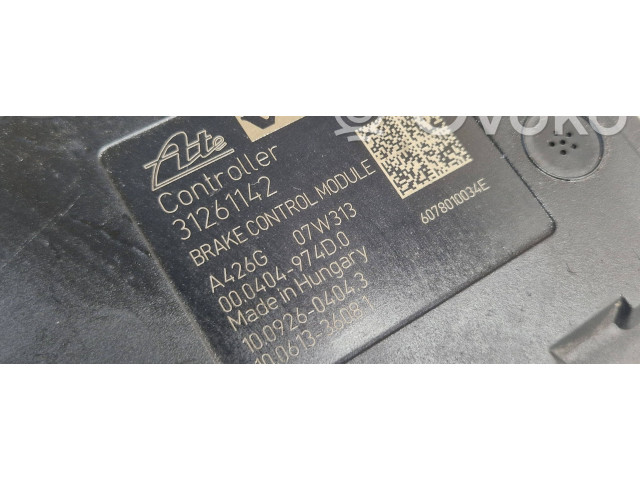 Ate
Controller
31261142
BRAKE CONTROL MODULE
A426G 07W313
00.0404-974D.0
Made in Hungary
10.0926-0404.3
10.0613-3608.1
6078010034E
Ovoko